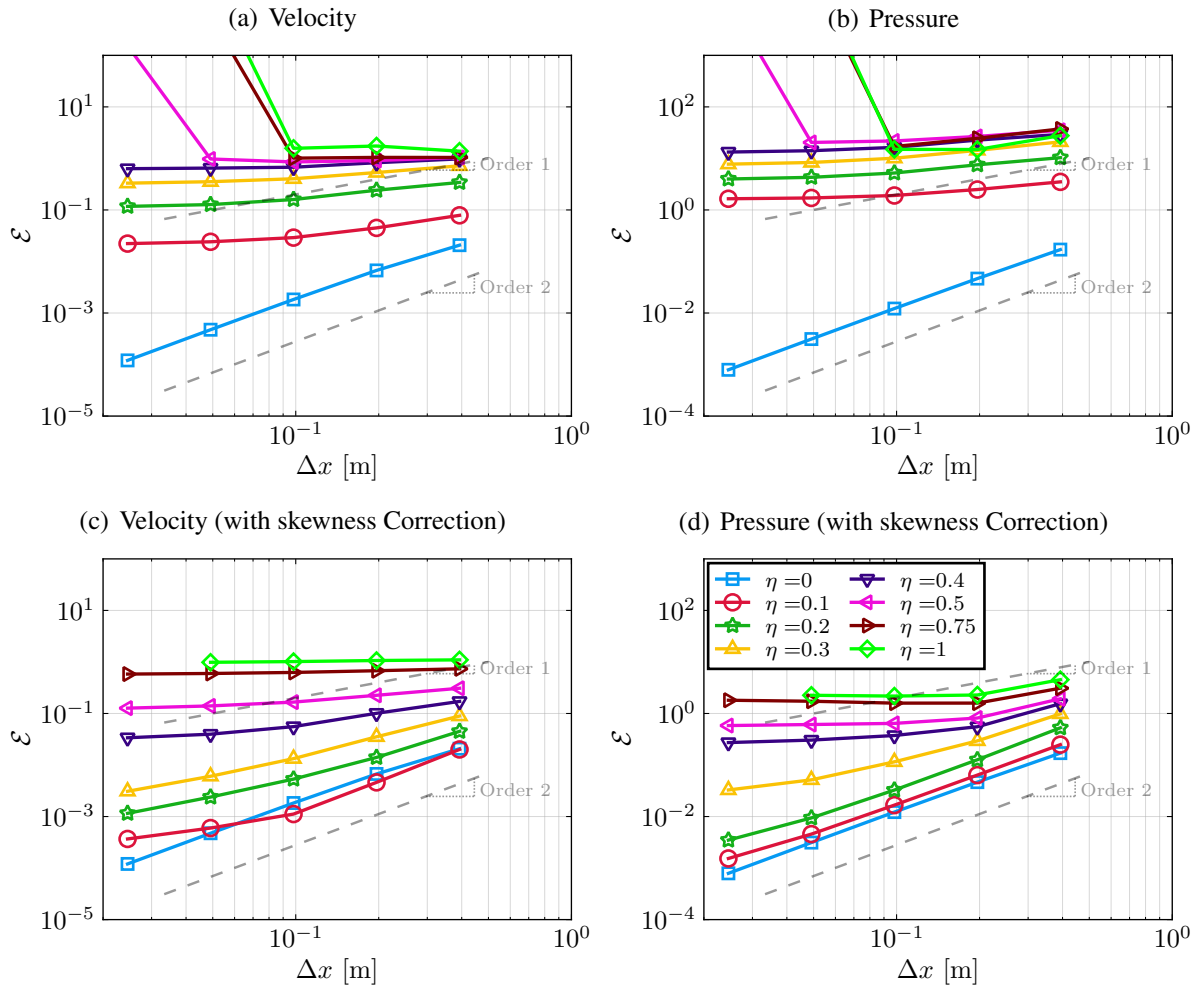 (a) Velocity
(b) Pressure
10^1
10^-1
10^-3
10^-5
ℰ
Order 1
Order 2
10^-1
10^0
Δx [m]
10^2
10^0
10^-2
10^-4
ℰ
Order 1
Order 2
10^-1
10^0
Δx [m]
(c) Velocity (with skewness Correction)
(d) Pressure (with skewness Correction)
10^1
10^-1
10^-3
10^-5
ℰ
Order 1
Order 2
10^-1
10^0
Δx [m]
10^2
10^0
10^-2
10^-4
ℰ
η =0
η =0.1
η =0.2
η =0.3
η =0.4
η =0.5
η =0.75
η =1
Order 1
Order 2
10^-1
10^0
Δx [m]